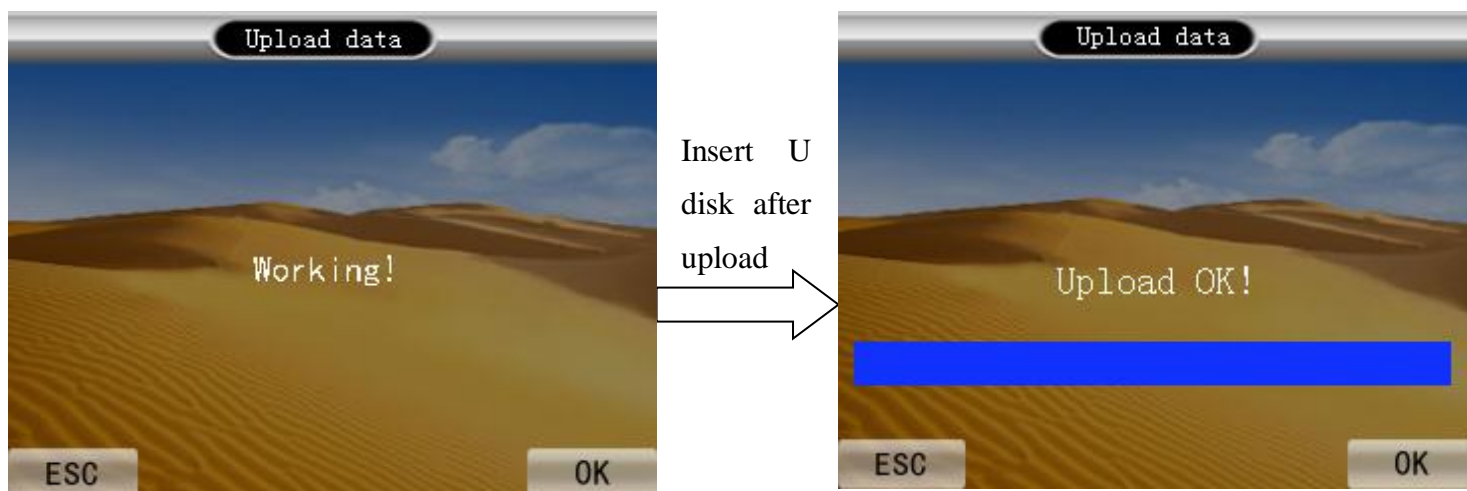 Upload data
Working!
ESC
OK
Insert U
disk after
upload
Upload data
Upload OK!
ESC
OK